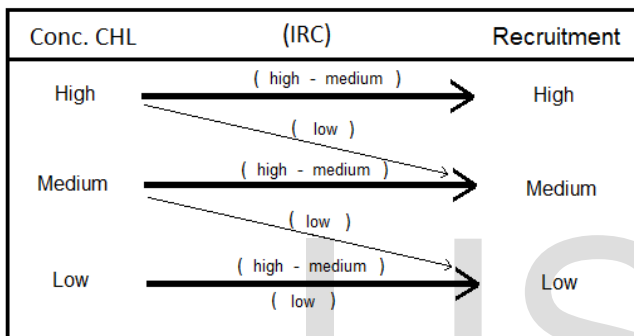 Conc. CHL (IRC) Recruitment
( high - medium )
High High
( low )
( high - medium )
Medium Medium
( low )
( high - medium )
Low Low
( low )
US